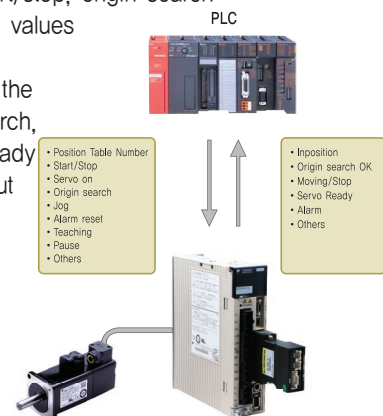 rt/stop, origin search
values
the
rch,
ady
ut
PLC
• Position Table Number
• Start/Stop
• Servo on
• Origin search
• Jog
• Alarm reset
• Teaching
• Pause
• Others
• Inposition
• Origin search OK
• Moving/Stop
• Servo Ready
• Alarm
• Others